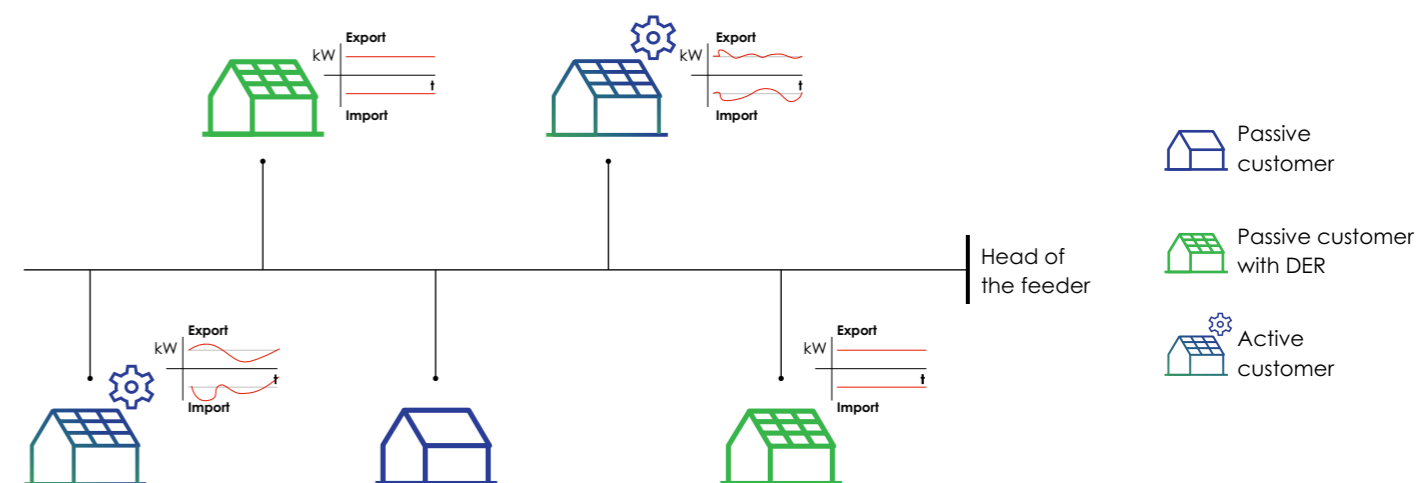 Export
kW
t
Import
Export
kW
t
Import
Passive
customer
Passive customer
with DER
Active
customer
Head of
the feeder
Export
kW
t
Import
Export
kW
t
Import